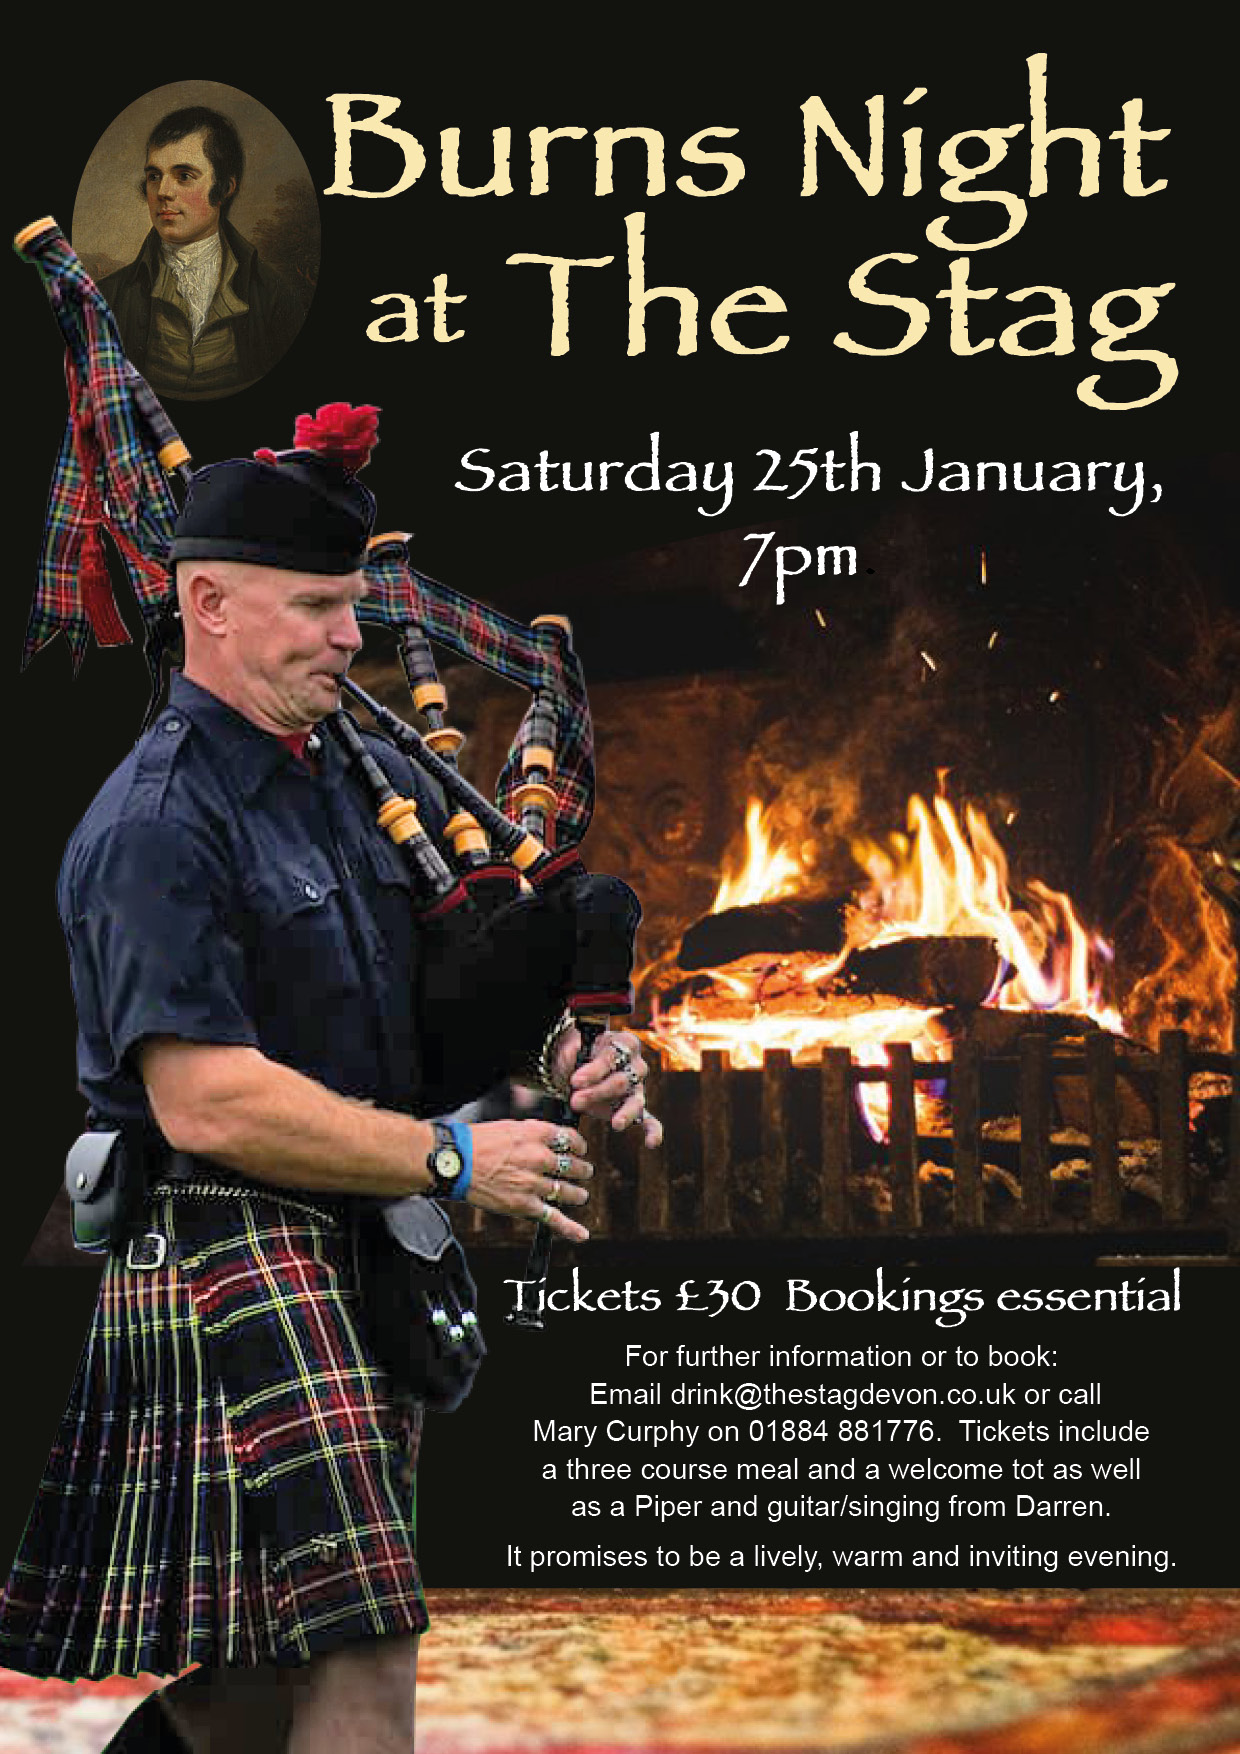 Burns Night
at The Stag
Saturday 25th January,
7pm
Tickets £30  Bookings essential
For further information or to book:
Email drink@thestagdevon.co.uk or call
Mary Curphy on 01884 881776.  Tickets include
a three course meal and a welcome tot as well
as a Piper and guitar/singing from Darren.
It promises to be a lively, warm and inviting evening.